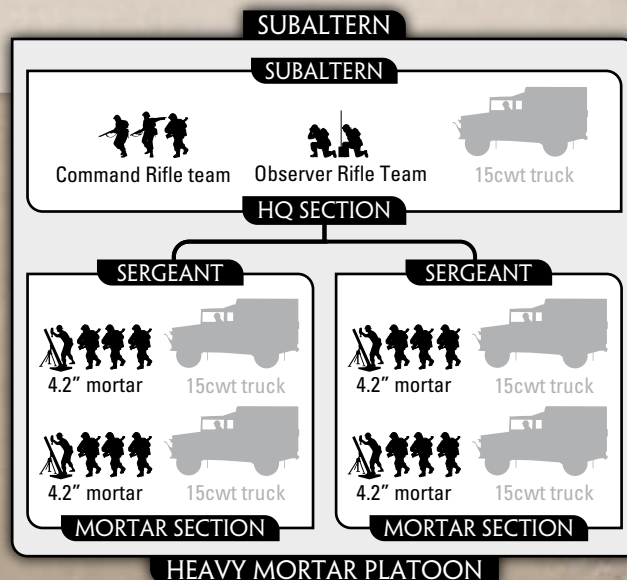 SUBALTERN
SUBALTERN
Command Rifle team
Observer Rifle Team
15cwt truck
HQ SECTION
SERGEANT
SERGEANT
4.2” mortar
15cwt truck
4.2” mortar
15cwt truck
4.2” mortar
15cwt truck
4.2” mortar
15cwt truck
MORTAR SECTION
MORTAR SECTION
HEAVY MORTAR PLATOON